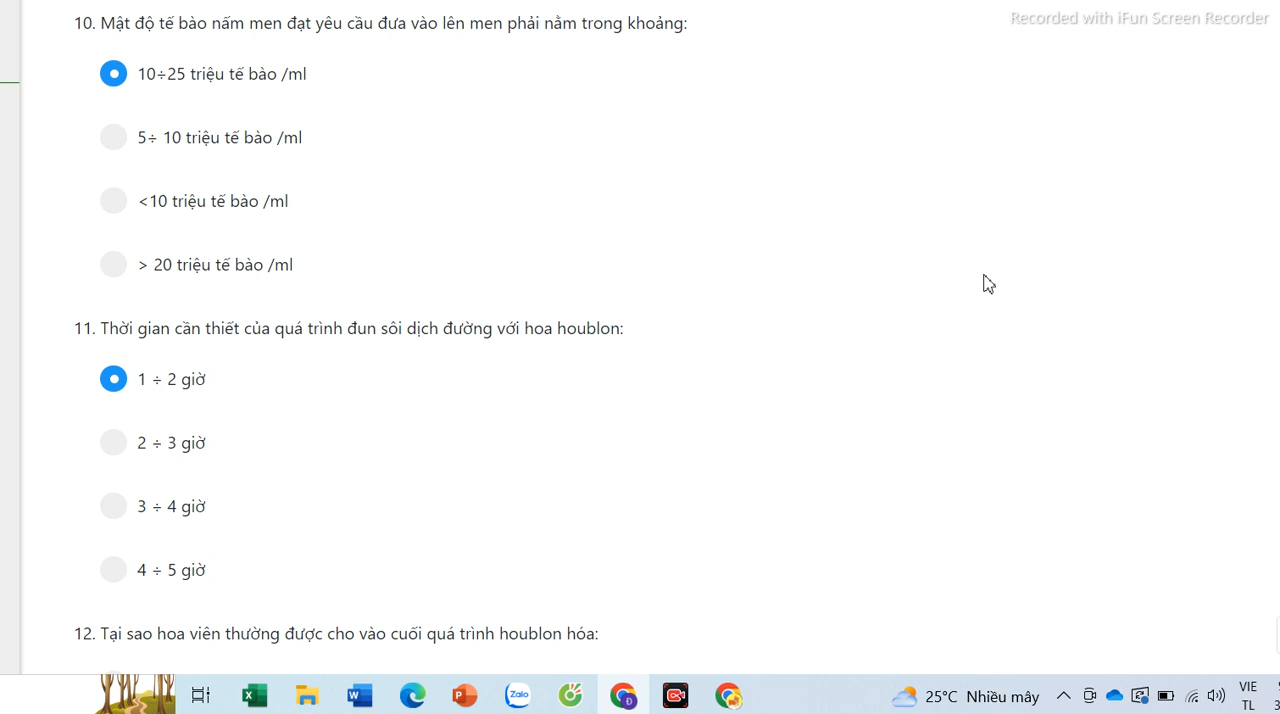 Recorded with iFun Screen Recorder
10. Mật độ tế bào nấm men đạt yêu cầu đưa vào lên men phải nằm trong khoảng:
10÷25 triệu tế bào /ml
5÷ 10 triệu tế bào /ml
<10 triệu tế bào /ml
> 20 triệu tế bào /ml
11. Thời gian cần thiết của quá trình đun sôi dịch đường với hoa houblon:
1 ÷ 2 giờ
2 ÷ 3 giờ
3 ÷ 4 giờ
4 ÷ 5 giờ
12. Tại sao hoa viên thường được cho vào cuối quá trình houblon hóa:
Zalo
25°C Nhiều mây
VIE
TL